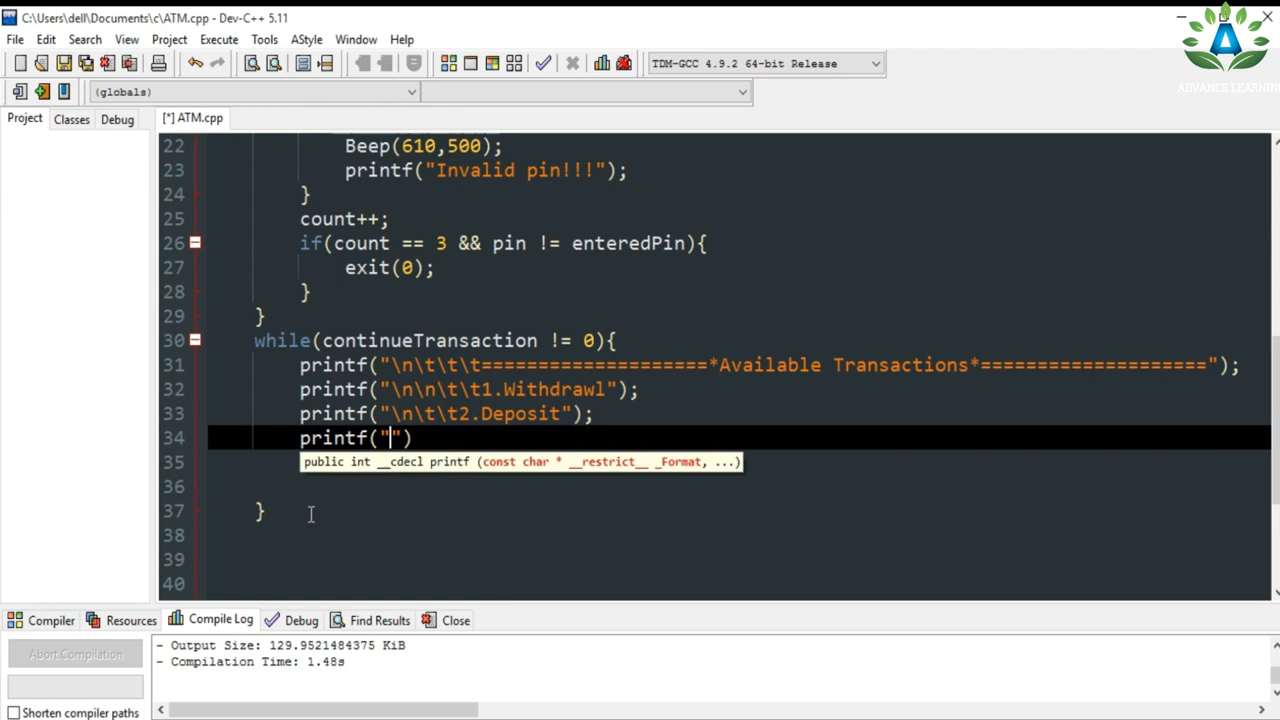 C:\Users\dell\Documents\c\ATM.cpp - Dev-C++ 5.11
File Edit Search View Project Execute Tools AStyle Window Help
TDM-GCC 4.9.2 64-bit Release
ADVANCE LEARNING
(globals)
Project Classes Debug
[*] ATM.cpp
22 Beep(610,500);
23 printf("Invalid pin!!!");
24 }
25 count++;
26 if(count == 3 && pin != enteredPin){
27 exit(0);
28 }
29 }
30 while(continueTransaction != 0){
31 printf("\n\t\t\t====================*Available Transactions*====================");
32 printf("\n\n\t\t1.Withdrawl");
33 printf("\n\t\t2.Deposit");
34 printf("")
public int __cdecl printf (const char * __restrict__ _Format, ...)
35
36
37 }
38
39
40
Compiler Resources Compile Log Debug Find Results Close
Abort Compilation
- Output Size: 129.9521484375 KiB
- Compilation Time: 1.48s
Shorten compiler paths